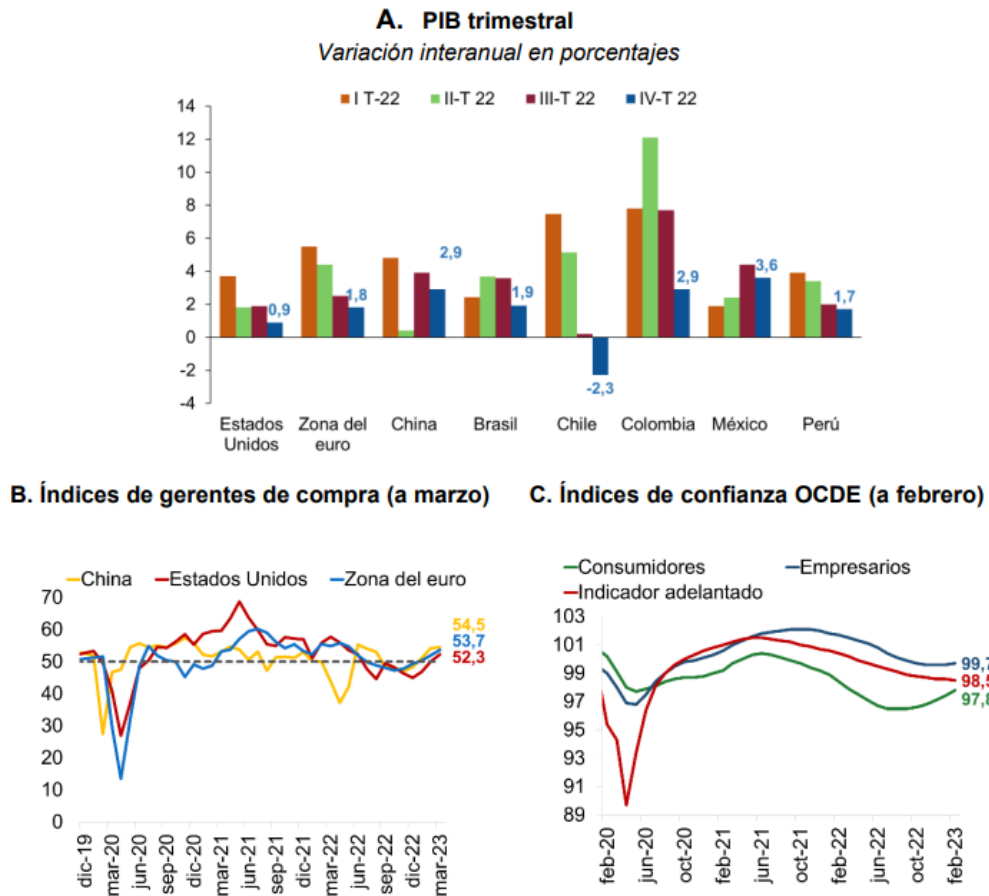 A. PIB trimestral
Variación interanual en porcentajes
I T-22 II-T 22 III-T 22 IV-T 22
14
12
10
8
6
4
2
0
-2
-4
0,9
1,8
2,9
1,9
-2,3
2,9
3,6
1,7
Estados Unidos
Zona del euro
China
Brasil
Chile
Colombia
México
Perú
B. Índices de gerentes de compra (a marzo)
China Estados Unidos Zona del euro
70
60
50
40
30
20
10
0
54,5
53,7
52,3
dic-19
mar-20
jun-20
sep-20
dic-20
mar-21
jun-21
sep-21
dic-21
mar-22
jun-22
sep-22
dic-22
mar-23
C. Índices de confianza OCDE (a febrero)
Consumidores Empresarios
Indicador adelantado
103
101
99
97
95
93
91
89
99,7
98,5
97,8
feb-20
jun-20
oct-20
feb-21
jun-21
oct-21
feb-22
jun-22
oct-22
feb-23